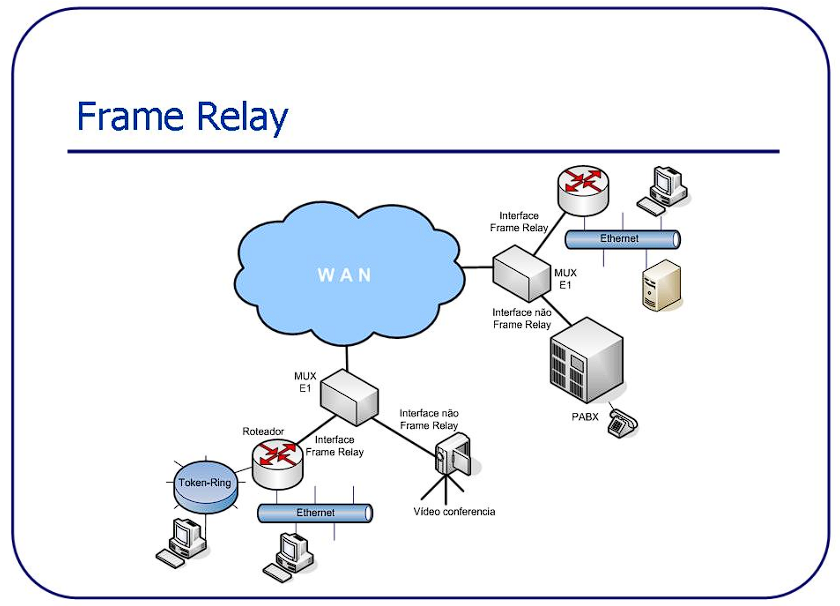 Frame Relay
Interface
Frame Relay
Ethernet
WAN
MUX
E1
Interface não
Frame Relay
MUX
E1
PABX
Interface não
Frame Relay
Roteador
Interface
Frame Relay
Token-Ring
Ethernet
Vídeo conferencia